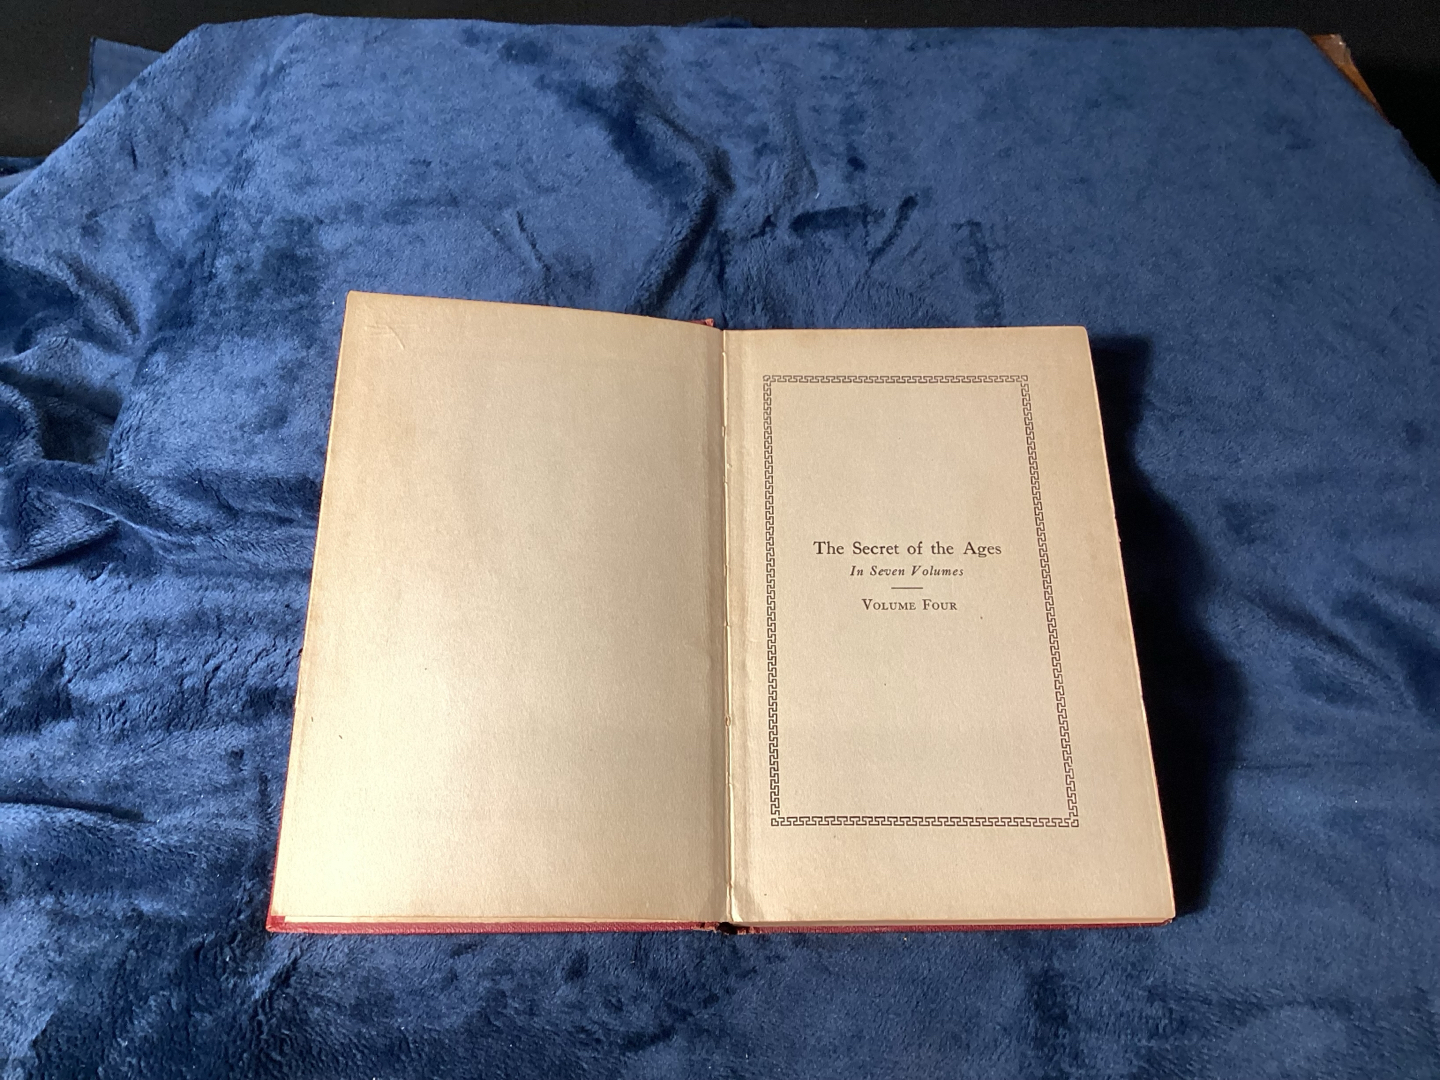 The Secret of the Ages
In Seven Volumes
VOLUME FOUR